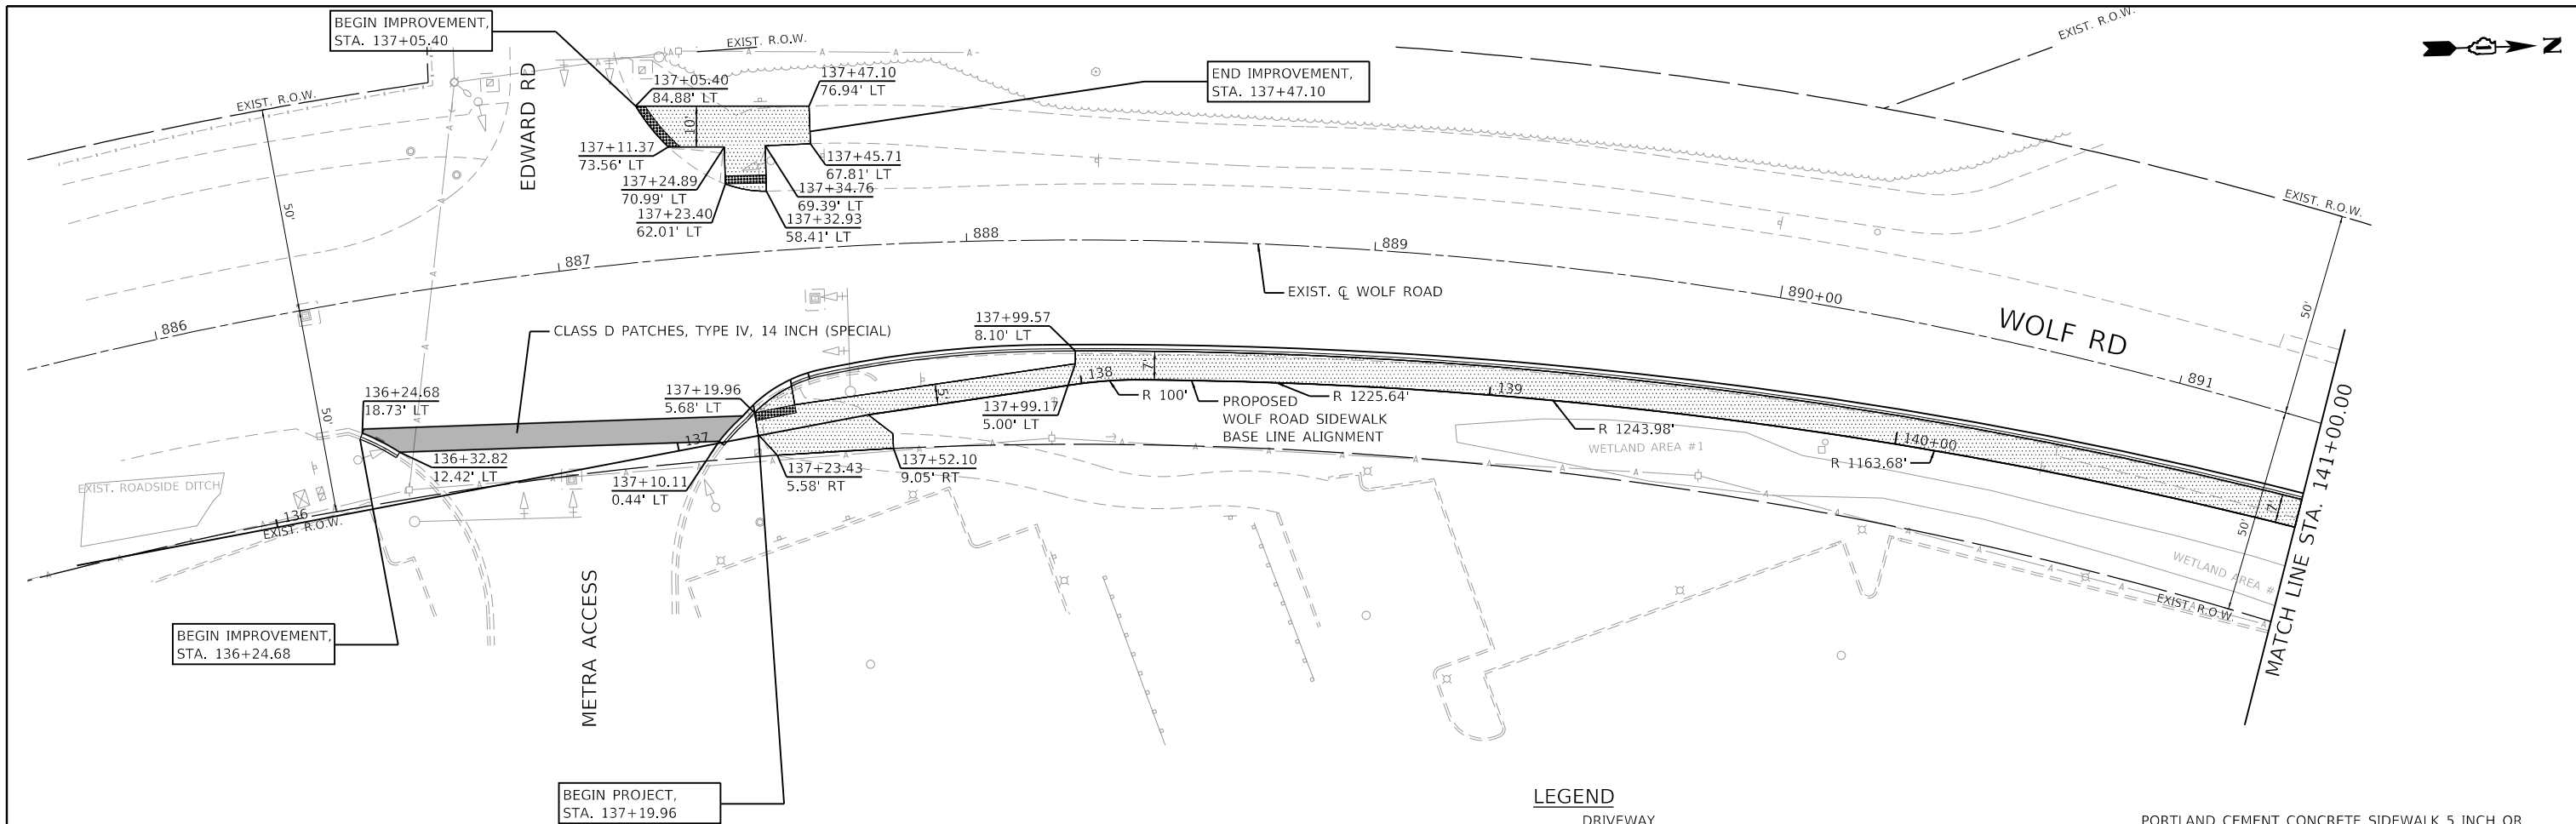 BEGIN IMPROVEMENT,
STA. 137+05.40
EXIST. R.O.W.
EXIST. R.O.W.
N
EXIST. R.O.W.
EDWARD RD
137+05.40
84.88' LT
137+47.10
76.94' LT
END IMPROVEMENT,
STA. 137+47.10
10'
137+11.37
73.56' LT
137+24.89
70.99' LT
137+23.40
62.01' LT
137+45.71
67.81' LT
137+34.76
69.39' LT
137+32.93
58.41' LT
50'
EXIST. R.O.W.
886
887
888
889
890+00
891
EXIST. ℄ WOLF ROAD
WOLF RD
50'
CLASS D PATCHES, TYPE IV, 14 INCH (SPECIAL)
137+99.57
8.10' LT
136+24.68
18.73' LT
137+19.96
5.68' LT
50'
5'
7'
138
139
140+00
137
136
R 100'
R 1225.64'
PROPOSED
WOLF ROAD SIDEWALK
BASE LINE ALIGNMENT
R 1243.98'
R 1163.68'
137+99.17
5.00' LT
136+32.82
12.42' LT
137+10.11
0.44' LT
137+23.43
5.58' RT
137+52.10
9.05' RT
WETLAND AREA #1
EXIST. ROADSIDE DITCH
EXIST. R.O.W.
7'
50'
WETLAND AREA #
EXIST. R.O.W.
MATCH LINE STA. 141+00.00
METRA ACCESS
BEGIN IMPROVEMENT,
STA. 136+24.68
BEGIN PROJECT,
STA. 137+19.96
LEGEND
DRIVEWAY
PORTLAND CEMENT CONCRETE SIDEWALK 5 INCH OR